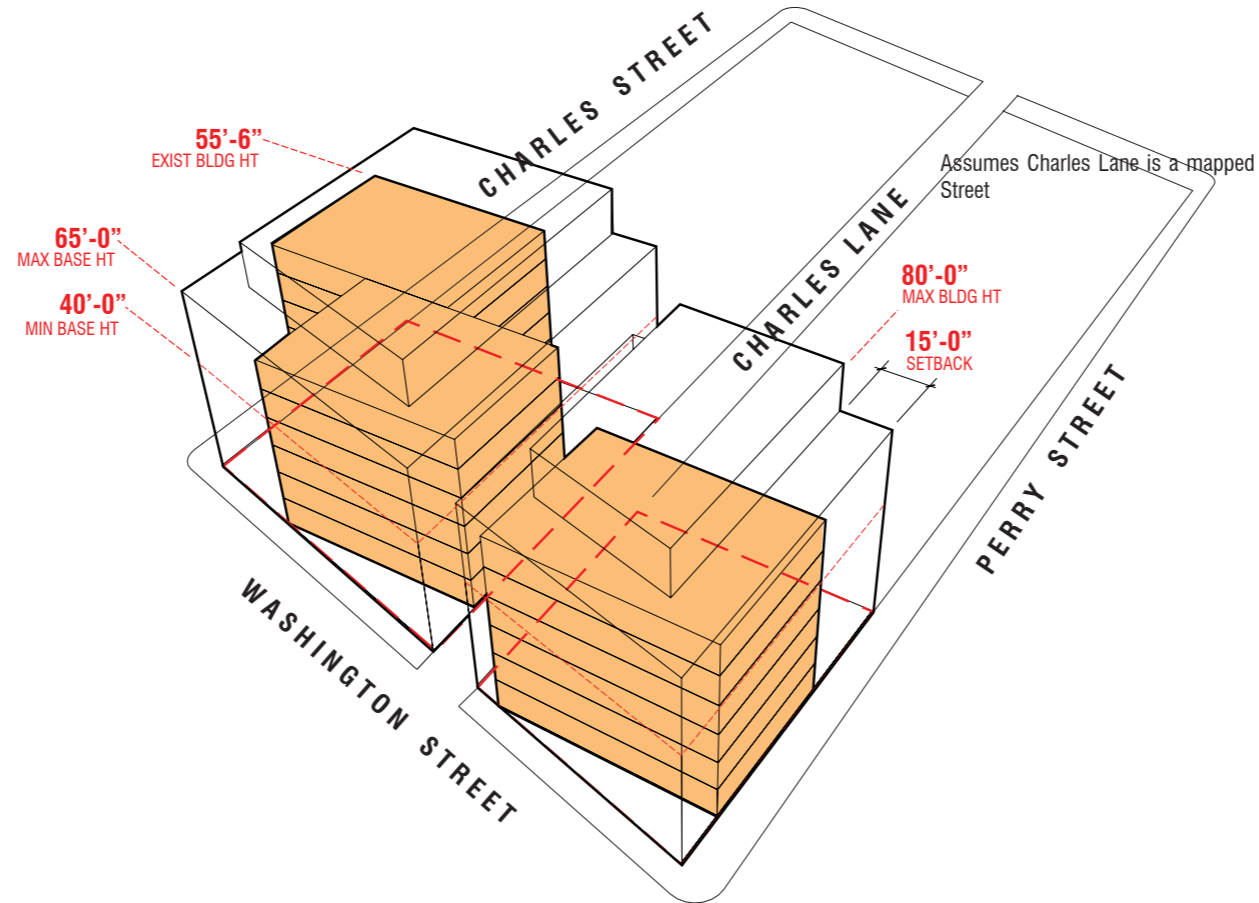 CHARLES STREET
55’-6”
EXIST BLDG HT
Assumes Charles Lane is a mapped
Street
CHARLES LANE
65’-0”
MAX BASE HT
80’-0”
MAX BLDG HT
40’-0”
MIN BASE HT
15’-0”
SETBACK
PERRY STREET
WASHINGTON STREET